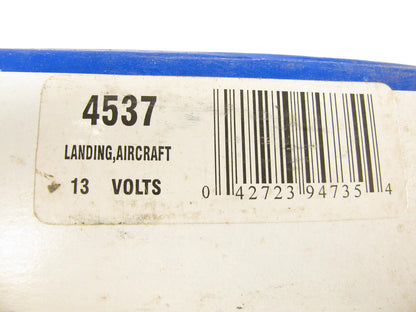 4537
LANDING,AIRCRAFT
13 VOLTS
0 42723 94735 4